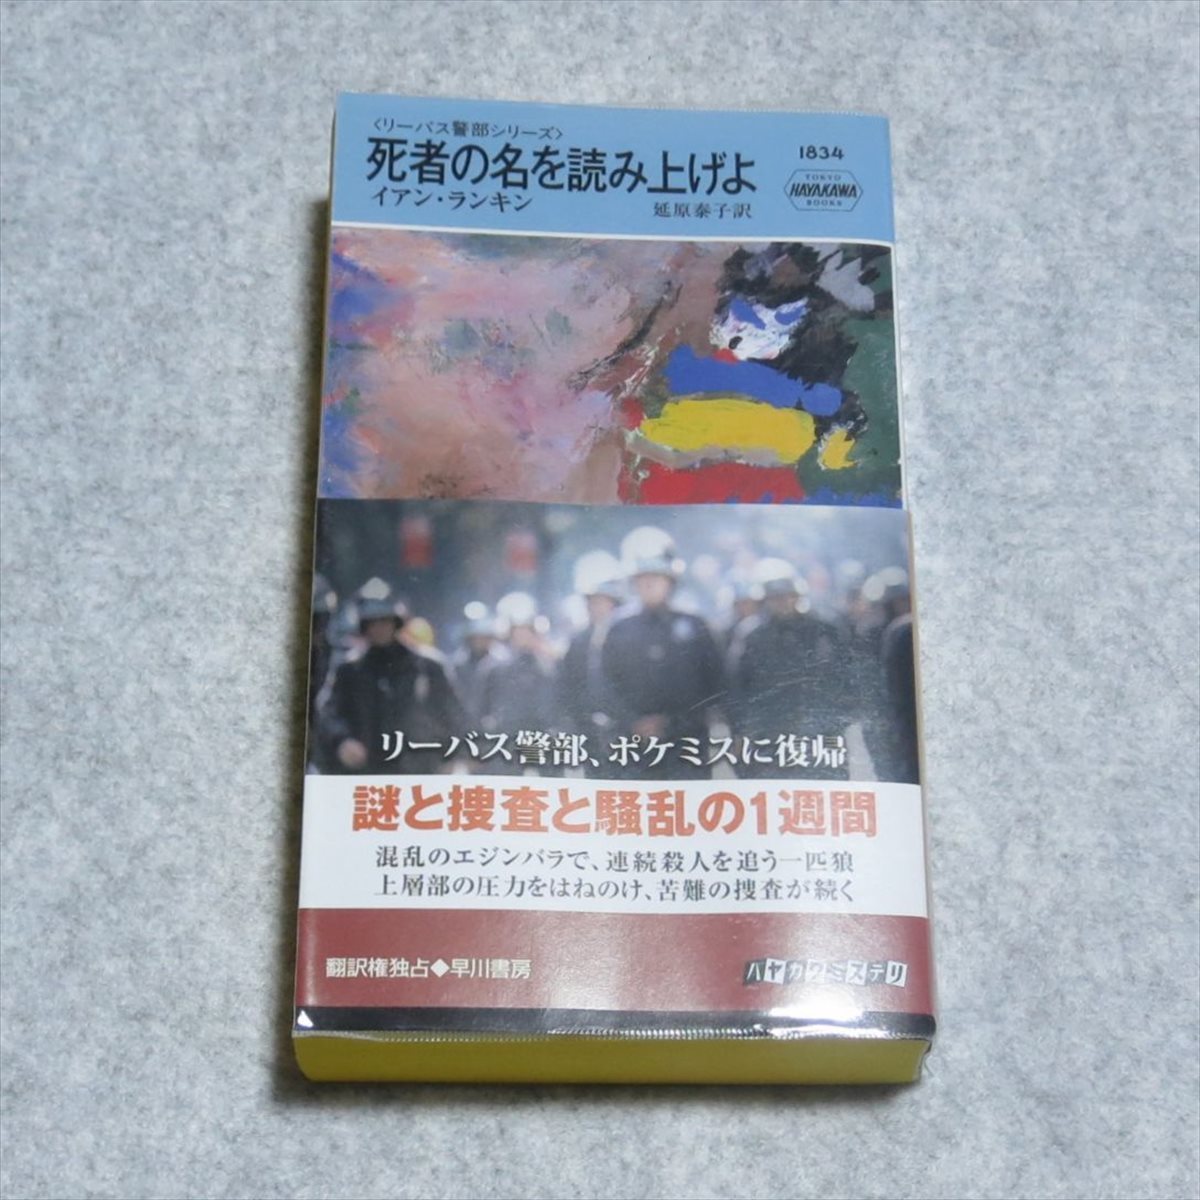 〈リーバス警部シリーズ〉
死者の名を読み上げよ
イアン・ランキン
延原泰子訳
1834
TOKYO
HAYAKAWA
BOOKS
リーバス警部、ポケミスに復帰
謎と捜査と騒乱の1週間
混乱のエジンバラで、連続殺人を追う一匹狼
上層部の圧力をはねのけ、苦難の捜査が続く
翻訳権独占◆早川書房
ハヤカワミステリ